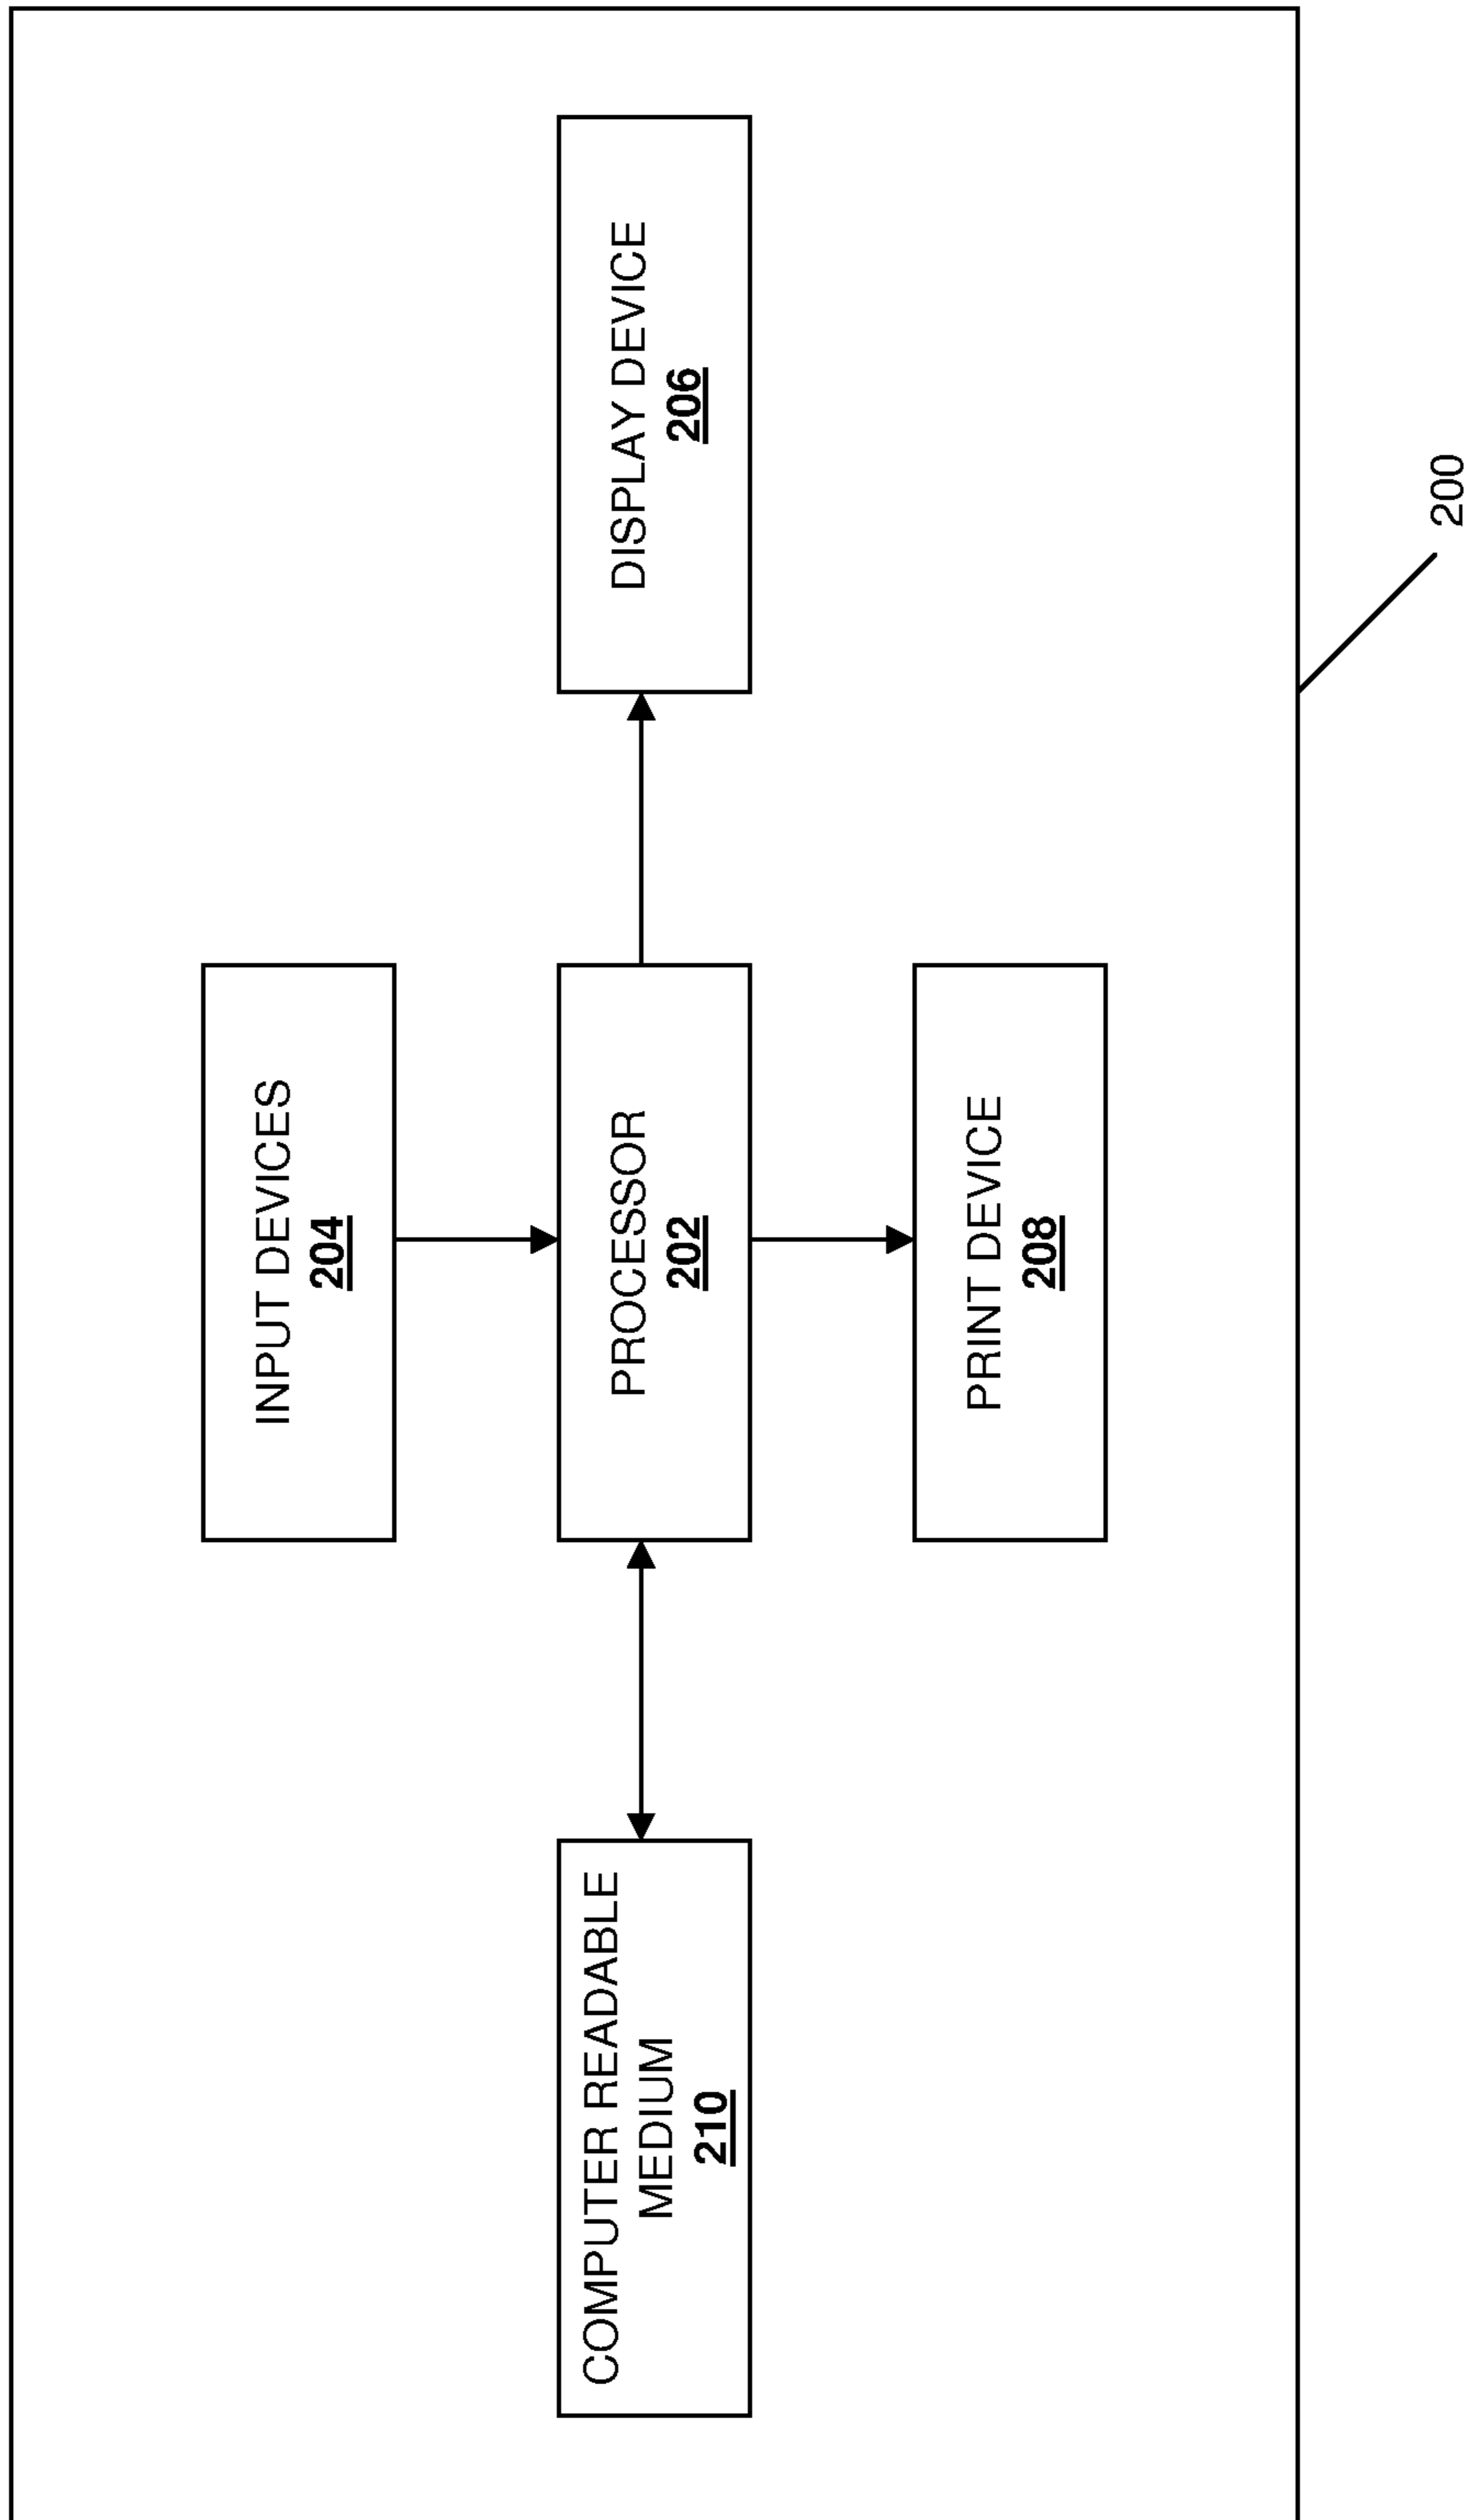 INPUT DEVICES
204
COMPUTER READABLE
MEDIUM
210
PROCESSOR
202
DISPLAY DEVICE
206
PRINT DEVICE
208
200